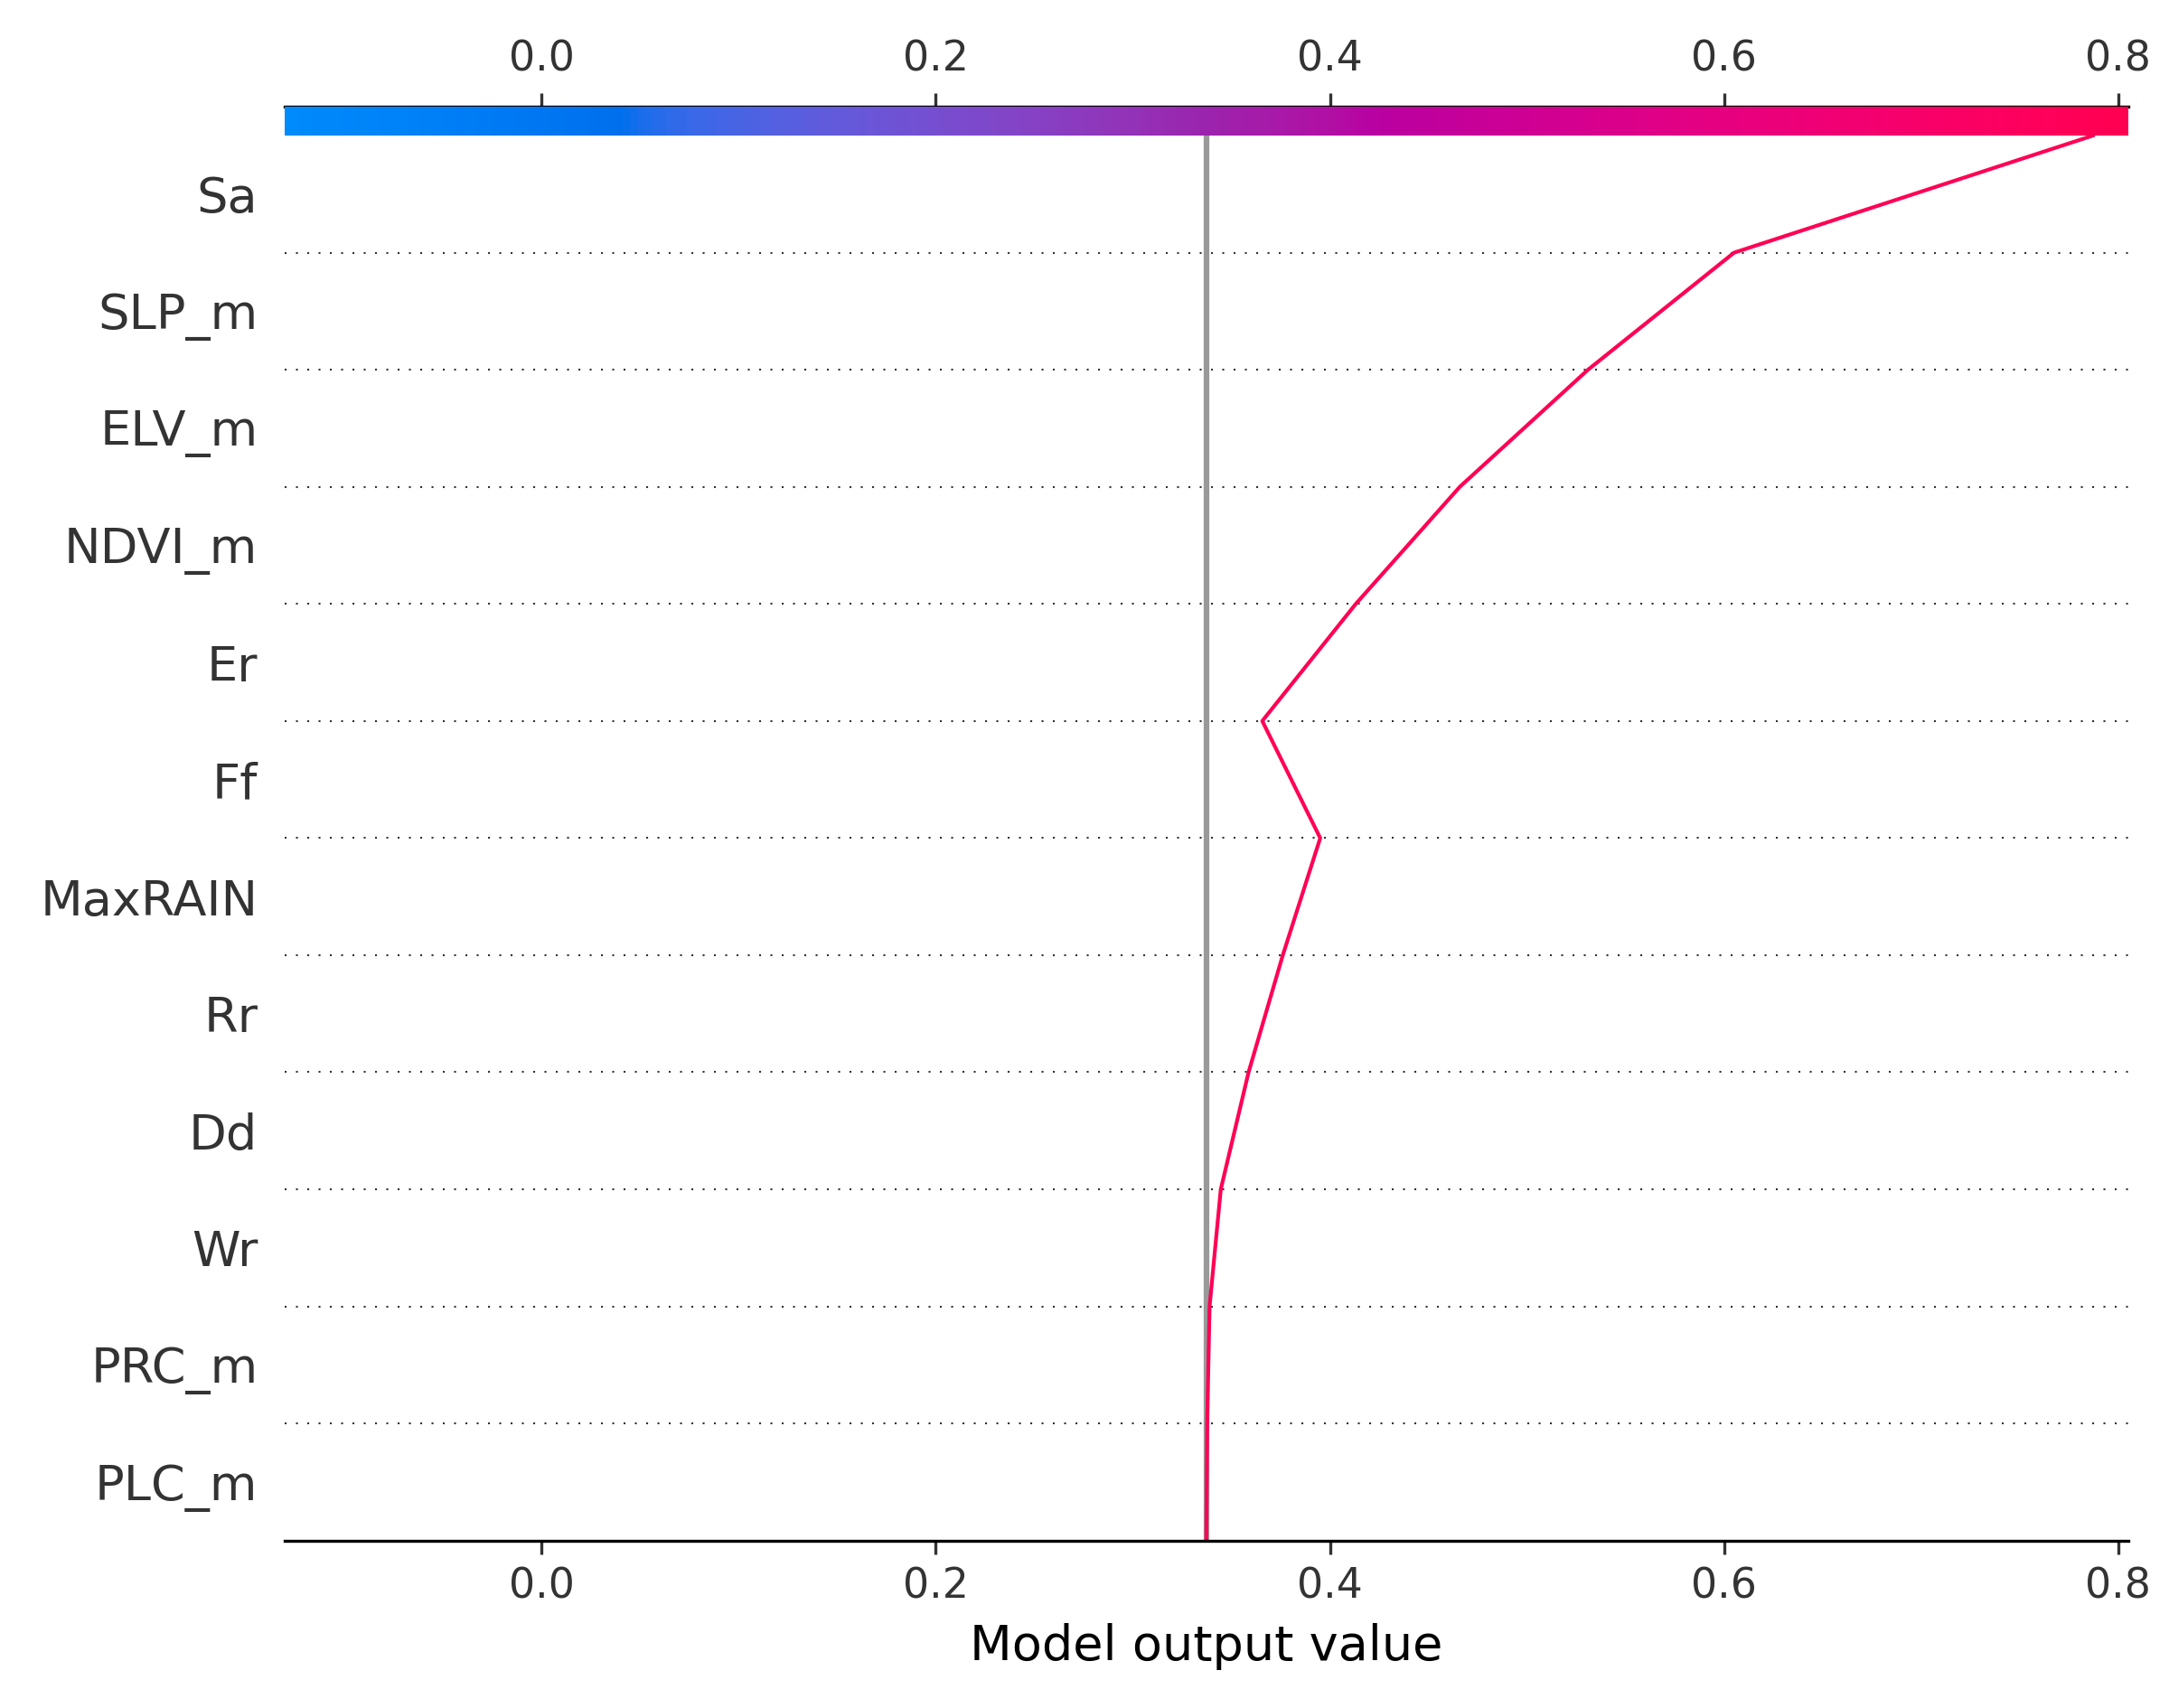 0.0 0.2 0.4 0.6 0.8
Sa
SLP_m
ELV_m
NDVI_m
Er
Ff
MaxRAIN
Rr
Dd
Wr
PRC_m
PLC_m
0.0 0.2 0.4 0.6 0.8
Model output value